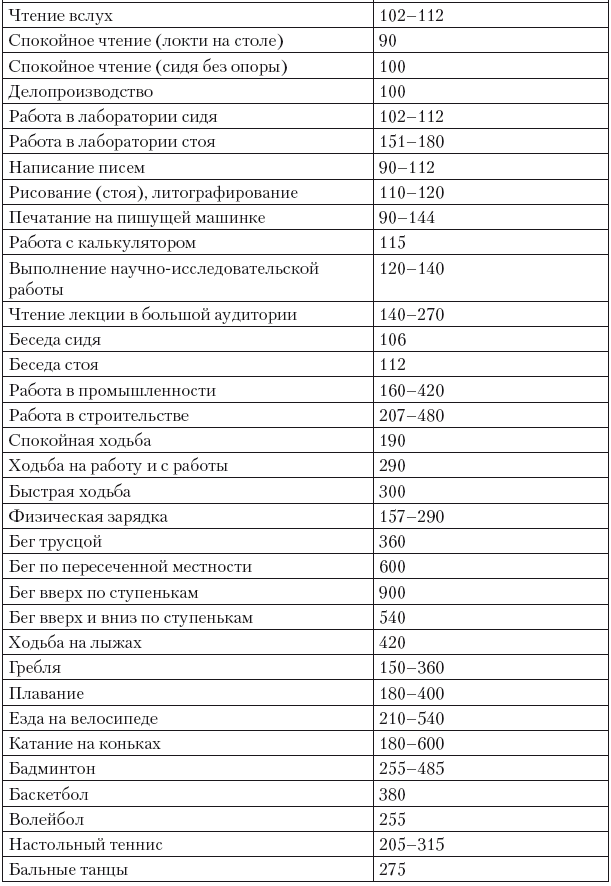 Чтение вслух 102–112
Спокойное чтение (локти на столе) 90
Спокойное чтение (сидя без опоры) 100
Делопроизводство 100
Работа в лаборатории сидя 102–112
Работа в лаборатории стоя 151–180
Написание писем 90–112
Рисование (стоя), литографирование 110–120
Печатание на пишущей машинке 90–144
Работа с калькулятором 115
Выполнение научно-исследовательской 120–140
работы
Чтение лекции в большой аудитории 140–270
Беседа сидя 106
Беседа стоя 112
Работа в промышленности 160–420
Работа в строительстве 207–480
Спокойная ходьба 190
Ходьба на работу и с работы 290
Быстрая ходьба 300
Физическая зарядка 157–290
Бег трусцой 360
Бег по пересеченной местности 600
Бег вверх по ступенькам 900
Бег вверх и вниз по ступенькам 540
Ходьба на лыжах 420
Гребля 150–360
Плавание 180–400
Езда на велосипеде 210–540
Катание на коньках 180–600
Бадминтон 255–485
Баскетбол 380
Волейбол 255
Настольный теннис 205–315
Бальные танцы 275